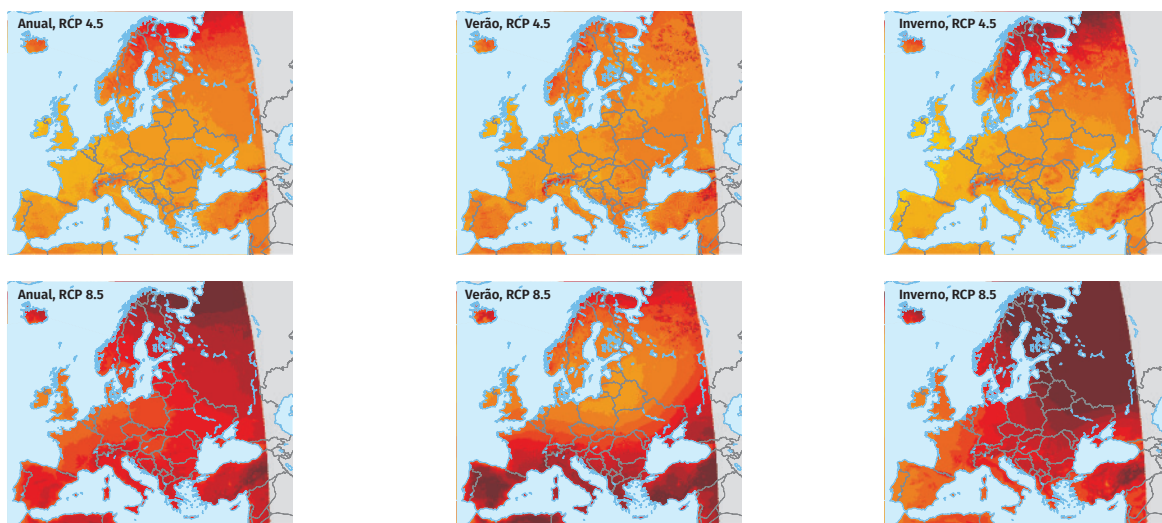 Anual, RCP 4.5
Verão, RCP 4.5
Inverno, RCP 4.5
Anual, RCP 8.5
Verão, RCP 8.5
Inverno, RCP 8.5